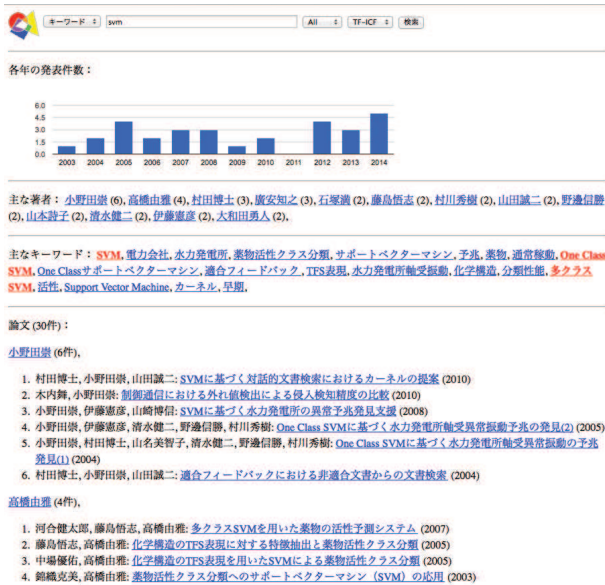 キーワード svm All TF-ICF 検索
各年の発表件数：
6.0
4.5
3.0
1.5
0.0
2003 2004 2005 2006 2007 2008 2009 2010 2011 2012 2013 2014
主な著者： 小野田崇 (6), 高橋由雅 (4), 村田博士 (3), 廣安知之 (3), 石塚満 (2), 藤島悟志 (2), 村川秀樹 (2), 山田誠二 (2), 野邊信勝
(2), 山本詩子 (2), 清水健二 (2), 伊藤憲彦 (2), 大和田勇人 (2),
主なキーワード： SVM, 電力会社, 水力発電所, 薬物活性クラス分類, サポートベクターマシン, 予兆, 薬物, 通常稼動, One Class
SVM, One Classサポートベクターマシン, 適合フィードバック, TFS表現, 水力発電所軸受振動, 化学構造, 分類性能, 多クラス
SVM, 活性, Support Vector Machine, カーネル, 早期,
論文 (30件)：
小野田崇 (6件),
1. 村田博士, 小野田崇, 山田誠二: SVMに基づく対話的文書検索におけるカーネルの提案 (2010)
2. 木内舞, 小野田崇: 制御通信における外れ値検出による侵入検知精度の比較 (2010)
3. 小野田崇, 伊藤憲彦, 山崎博信: SVMに基づく水力発電所の異常予兆発見支援 (2008)
4. 小野田崇, 伊藤憲彦, 清水健二, 野邊信勝, 村川秀樹: One Class SVMに基づく水力発電所軸受異常振動予兆の発見(2) (2005)
5. 小野田崇, 村田博士, 山名美智子, 清水健二, 野邊信勝, 村川秀樹: One Class SVMに基づく水力発電所軸受異常振動の予兆
発見(1) (2004)
6. 村田博士, 小野田崇, 山田誠二: 適合フィードバックにおける非適合文書からの文書検索 (2004)
高橋由雅 (4件),
1. 河合健太郎, 藤島悟志, 高橋由雅: 多クラスSVMを用いた薬物の活性予測システム (2007)
2. 藤島悟志, 高橋由雅: 化学構造のTFS表現に対する特徴抽出と薬物活性クラス分類 (2005)
3. 中場優佑, 高橋由雅: 化学構造のTFS表現を用いたSVMによる薬物活性クラス分類 (2005)
4. 錦織克美, 高橋由雅: 薬物活性クラス分類へのサポートベクターマシン（SVM）の応用 (2003)